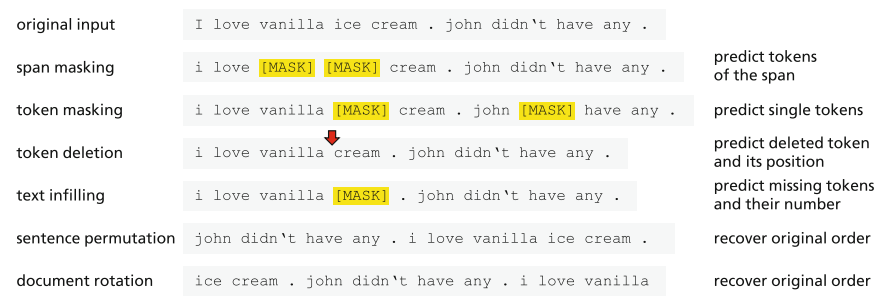 original input I love vanilla ice cream . john didn‛t have any .
span masking i love [MASK] [MASK] cream . john didn‛t have any . predict tokens
of the span
token masking i love vanilla [MASK] cream . john [MASK] have any . predict single tokens
token deletion i love vanilla cream . john didn‛t have any . predict deleted token
and its position
text infilling i love vanilla [MASK] . john didn‛t have any . predict missing tokens
and their number
sentence permutation john didn‛t have any . i love vanilla ice cream . recover original order
document rotation ice cream . john didn‛t have any . i love vanilla recover original order